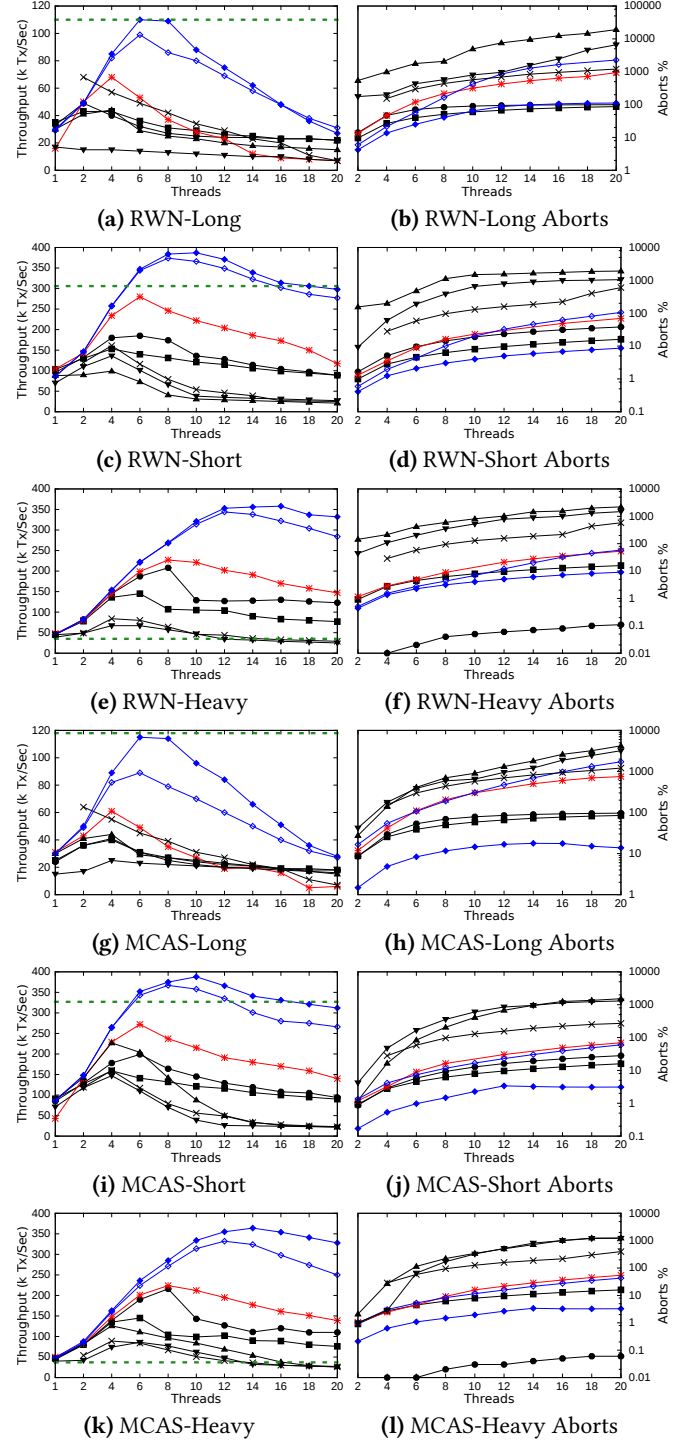 120
100
80
60
40
20
0
Throughput (k Tx/Sec)
1 2 4 6 8 10 12 14 16 18 20
Threads
100000
10000
1000
100
10
1
Aborts %
2 4 6 8 10 12 14 16 18 20
Threads
(a) RWN-Long
(b) RWN-Long Aborts
400
350
300
250
200
150
100
50
0
Throughput (k Tx/Sec)
1 2 4 6 8 10 12 14 16 18 20
Threads
10000
1000
100
10
1
0.1
Aborts %
2 4 6 8 10 12 14 16 18 20
Threads
(c) RWN-Short
(d) RWN-Short Aborts
400
350
300
250
200
150
100
50
0
Throughput (k Tx/Sec)
1 2 4 6 8 10 12 14 16 18 20
Threads
10000
1000
100
10
1
0.1
0.01
Aborts %
2 4 6 8 10 12 14 16 18 20
Threads
(e) RWN-Heavy
(f) RWN-Heavy Aborts
120
100
80
60
40
20
0
Throughput (k Tx/Sec)
1 2 4 6 8 10 12 14 16 18 20
Threads
10000
1000
100
10
1
Aborts %
2 4 6 8 10 12 14 16 18 20
Threads
(g) MCAS-Long
(h) MCAS-Long Aborts
400
350
300
250
200
150
100
50
0
Throughput (k Tx/Sec)
1 2 4 6 8 10 12 14 16 18 20
Threads
10000
1000
100
10
1
0.1
Aborts %
2 4 6 8 10 12 14 16 18 20
Threads
(i) MCAS-Short
(j) MCAS-Short Aborts
400
350
300
250
200
150
100
50
0
Throughput (k Tx/Sec)
1 2 4 6 8 10 12 14 16 18 20
Threads
10000
1000
100
10
1
0.1
0.01
Aborts %
2 4 6 8 10 12 14 16 18 20
Threads
(k) MCAS-Heavy
(l) MCAS-Heavy Aborts